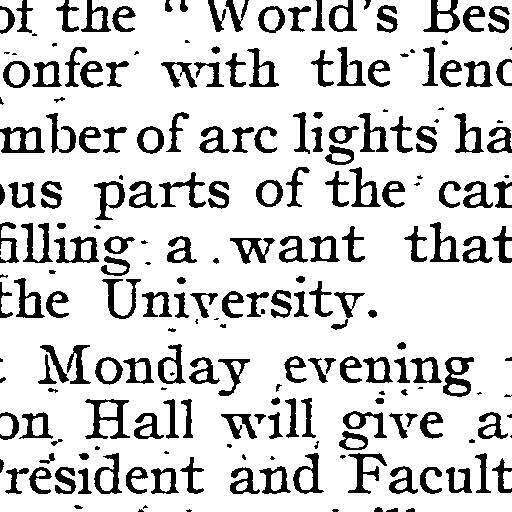 of the "World's Bes
onfer with the lend
mber of arc lights ha
ous parts of the car
filling a want that
the University.
t Monday evening
on Hall will give a
President and Facult